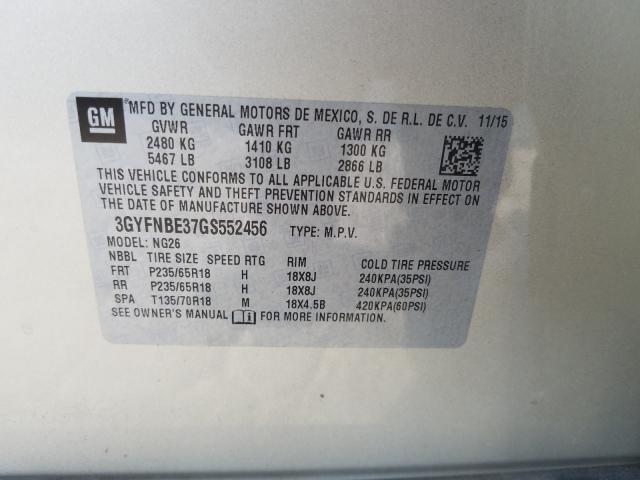 GM ®MFD BY GENERAL MOTORS DE MEXICO, S. DE R.L. DE C.V. 11/15
GVWR GAWR FRT GAWR RR
2480 KG 1410 KG 1300 KG
5467 LB 3108 LB 2866 LB
THIS VEHICLE CONFORMS TO ALL APPLICABLE U.S. FEDERAL MOTOR
VEHICLE SAFETY AND THEFT PREVENTION STANDARDS IN EFFECT ON
THE DATE OF MANUFACTURE SHOWN ABOVE.
3GYFNBE37GS552456 TYPE: M.P.V.
MODEL: NG26
NBBL TIRE SIZE SPEED RTG RIM COLD TIRE PRESSURE
FRT P235/65R18 H 18X8J 240KPA(35PSI)
RR P235/65R18 H 18X8J 240KPA(35PSI)
SPA T135/70R18 M 18X4.5B 420KPA(60PSI)
SEE OWNER'S MANUAL FOR MORE INFORMATION.